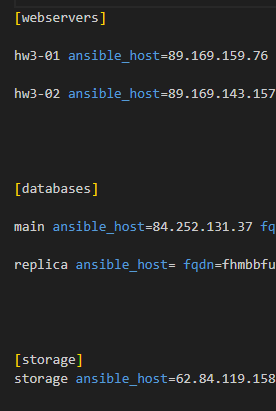 [webservers]
hw3-01 ansible_host=89.169.159.76
hw3-02 ansible_host=89.169.143.157
[databases]
main ansible_host=84.252.131.37 fq
replica ansible_host= fqdn=fhmbbfu
[storage]
storage ansible_host=62.84.119.158